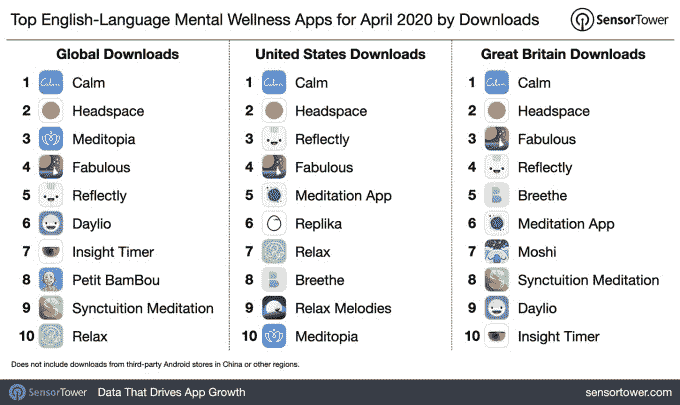 Top English-Language Mental Wellness Apps for April 2020 by Downloads
SensorTower
Global Downloads
1 Calm Calm
2 Headspace
3 Meditopia
4 Fabulous
5 Reflectly
6 Daylio
7 Insight Timer
8 Petit BamBou
9 Synctuition Meditation
10 Relax
United States Downloads
1 Calm Calm
2 Headspace
3 Reflectly
4 Fabulous
5 Meditation App
6 Replika
7 Relax
8 Breethe
9 Relax Melodies
10 Meditopia
Great Britain Downloads
1 Calm Calm
2 Headspace
3 Fabulous
4 Reflectly
5 B Breethe
6 Meditation App
7 Moshi
8 Synctuition Meditation
9 Daylio
10 Insight Timer
Does not include downloads from third-party Android stores in China or other regions.
SensorTower Data That Drives App Growth
sensortower.com